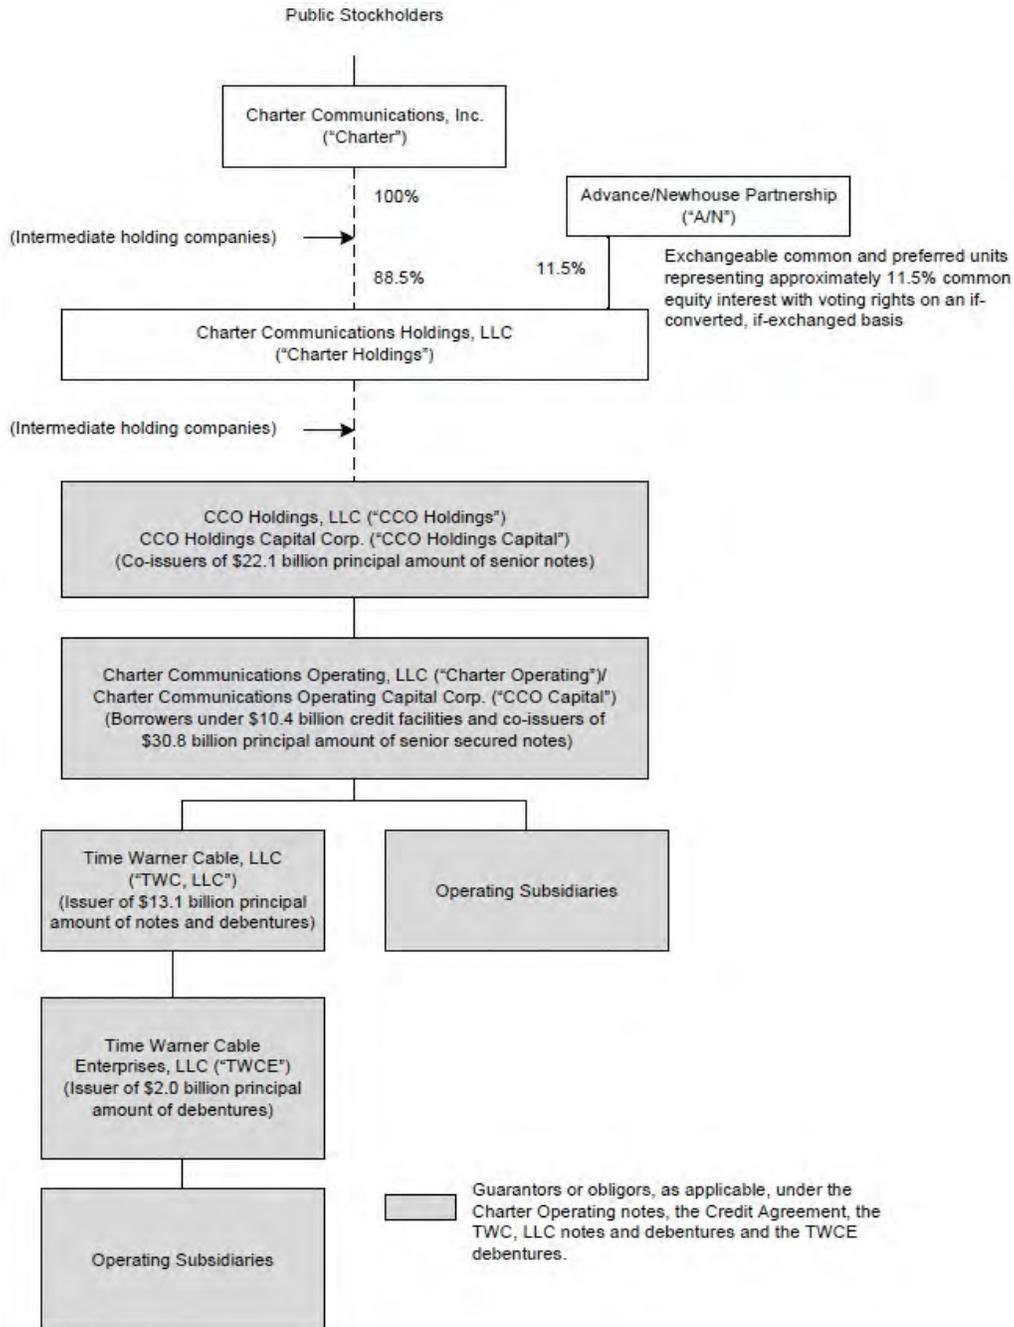 Public Stockholders
Charter Communications, Inc.
("Charter")
100%
Advance/Newhouse Partnership
("A/N")
(Intermediate holding companies)
88.5%
11.5%
Exchangeable common and preferred units
representing approximately 11.5% common
equity interest with voting rights on an if-
converted, if-exchanged basis
Charter Communications Holdings, LLC
("Charter Holdings")
(Intermediate holding companies)
CCO Holdings, LLC ("CCO Holdings")
CCO Holdings Capital Corp. ("CCO Holdings Capital")
(Co-issuers of $22.1 billion principal amount of senior notes)
Charter Communications Operating, LLC ("Charter Operating")/
Charter Communications Operating Capital Corp. ("CCO Capital")
(Borrowers under $10.4 billion credit facilities and co-issuers of
$30.8 billion principal amount of senior secured notes)
Time Warner Cable, LLC
("TWC, LLC")
(Issuer of $13.1 billion principal
amount of notes and debentures)
Operating Subsidiaries
Time Warner Cable
Enterprises, LLC ("TWCE")
(Issuer of $2.0 billion principal
amount of debentures)
Operating Subsidiaries
Guarantors or obligors, as applicable, under the
Charter Operating notes, the Credit Agreement, the
TWC, LLC notes and debentures and the TWCE
debentures.